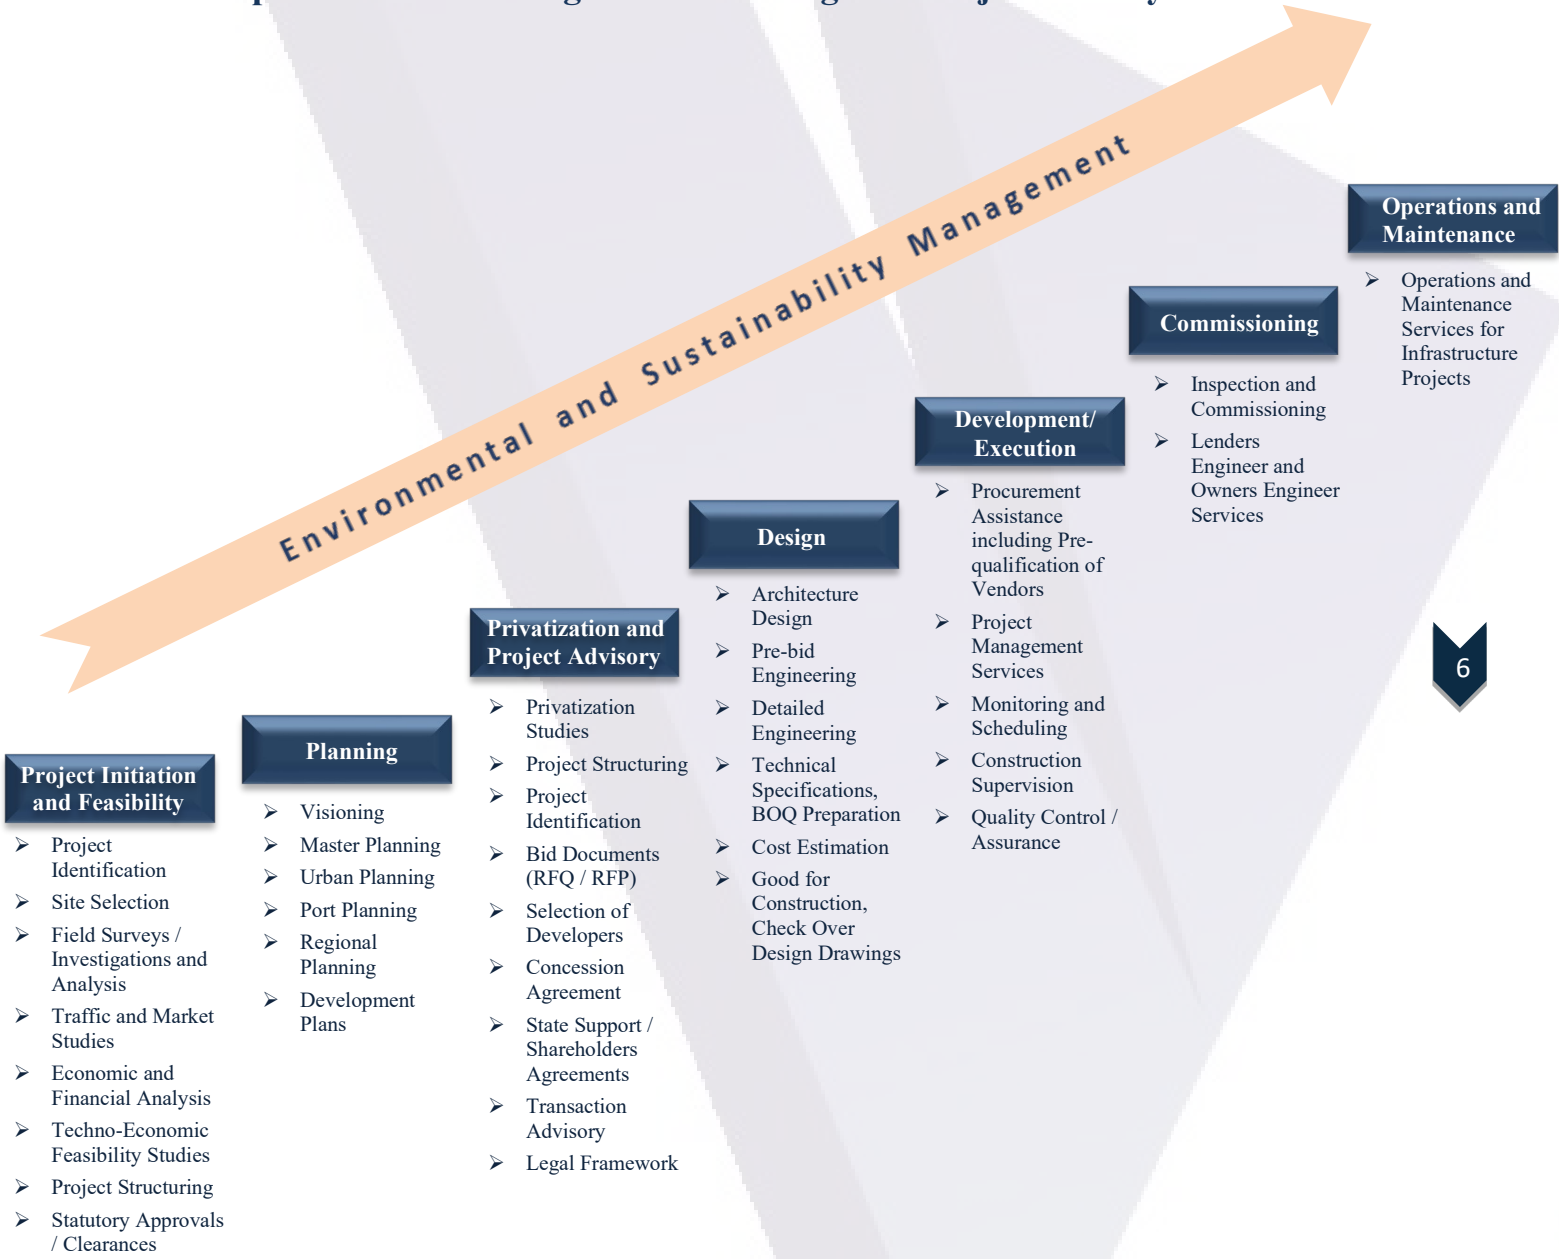 Environmental and Sustainability Management
Operations and
Maintenance
➢ Operations and
Maintenance
Services for
Infrastructure
Projects
Commissioning
➢ Inspection and
Commissioning
➢ Lenders
Engineer and
Owners Engineer
Services
Development/
Execution
➢ Procurement
Assistance
including Pre-
qualification of
Vendors
➢ Project
Management
Services
➢ Monitoring and
Scheduling
➢ Construction
Supervision
➢ Quality Control /
Assurance
Design
➢ Architecture
Design
➢ Pre-bid
Engineering
➢ Detailed
Engineering
➢ Technical
Specifications,
BOQ Preparation
➢ Cost Estimation
➢ Good for
Construction,
Check Over
Design Drawings
Privatization and
Project Advisory
➢ Privatization
Studies
➢ Project Structuring
➢ Project
Identification
➢ Bid Documents
(RFQ / RFP)
➢ Selection of
Developers
➢ Concession
Agreement
➢ State Support /
Shareholders
Agreements
➢ Transaction
Advisory
➢ Legal Framework
Planning
➢ Visioning
➢ Master Planning
➢ Urban Planning
➢ Port Planning
➢ Regional
Planning
➢ Development
Plans
Project Initiation
and Feasibility
➢ Project
Identification
➢ Site Selection
➢ Field Surveys /
Investigations and
Analysis
➢ Traffic and Market
Studies
➢ Economic and
Financial Analysis
➢ Techno-Economic
Feasibility Studies
➢ Project Structuring
➢ Statutory Approvals
/ Clearances
6